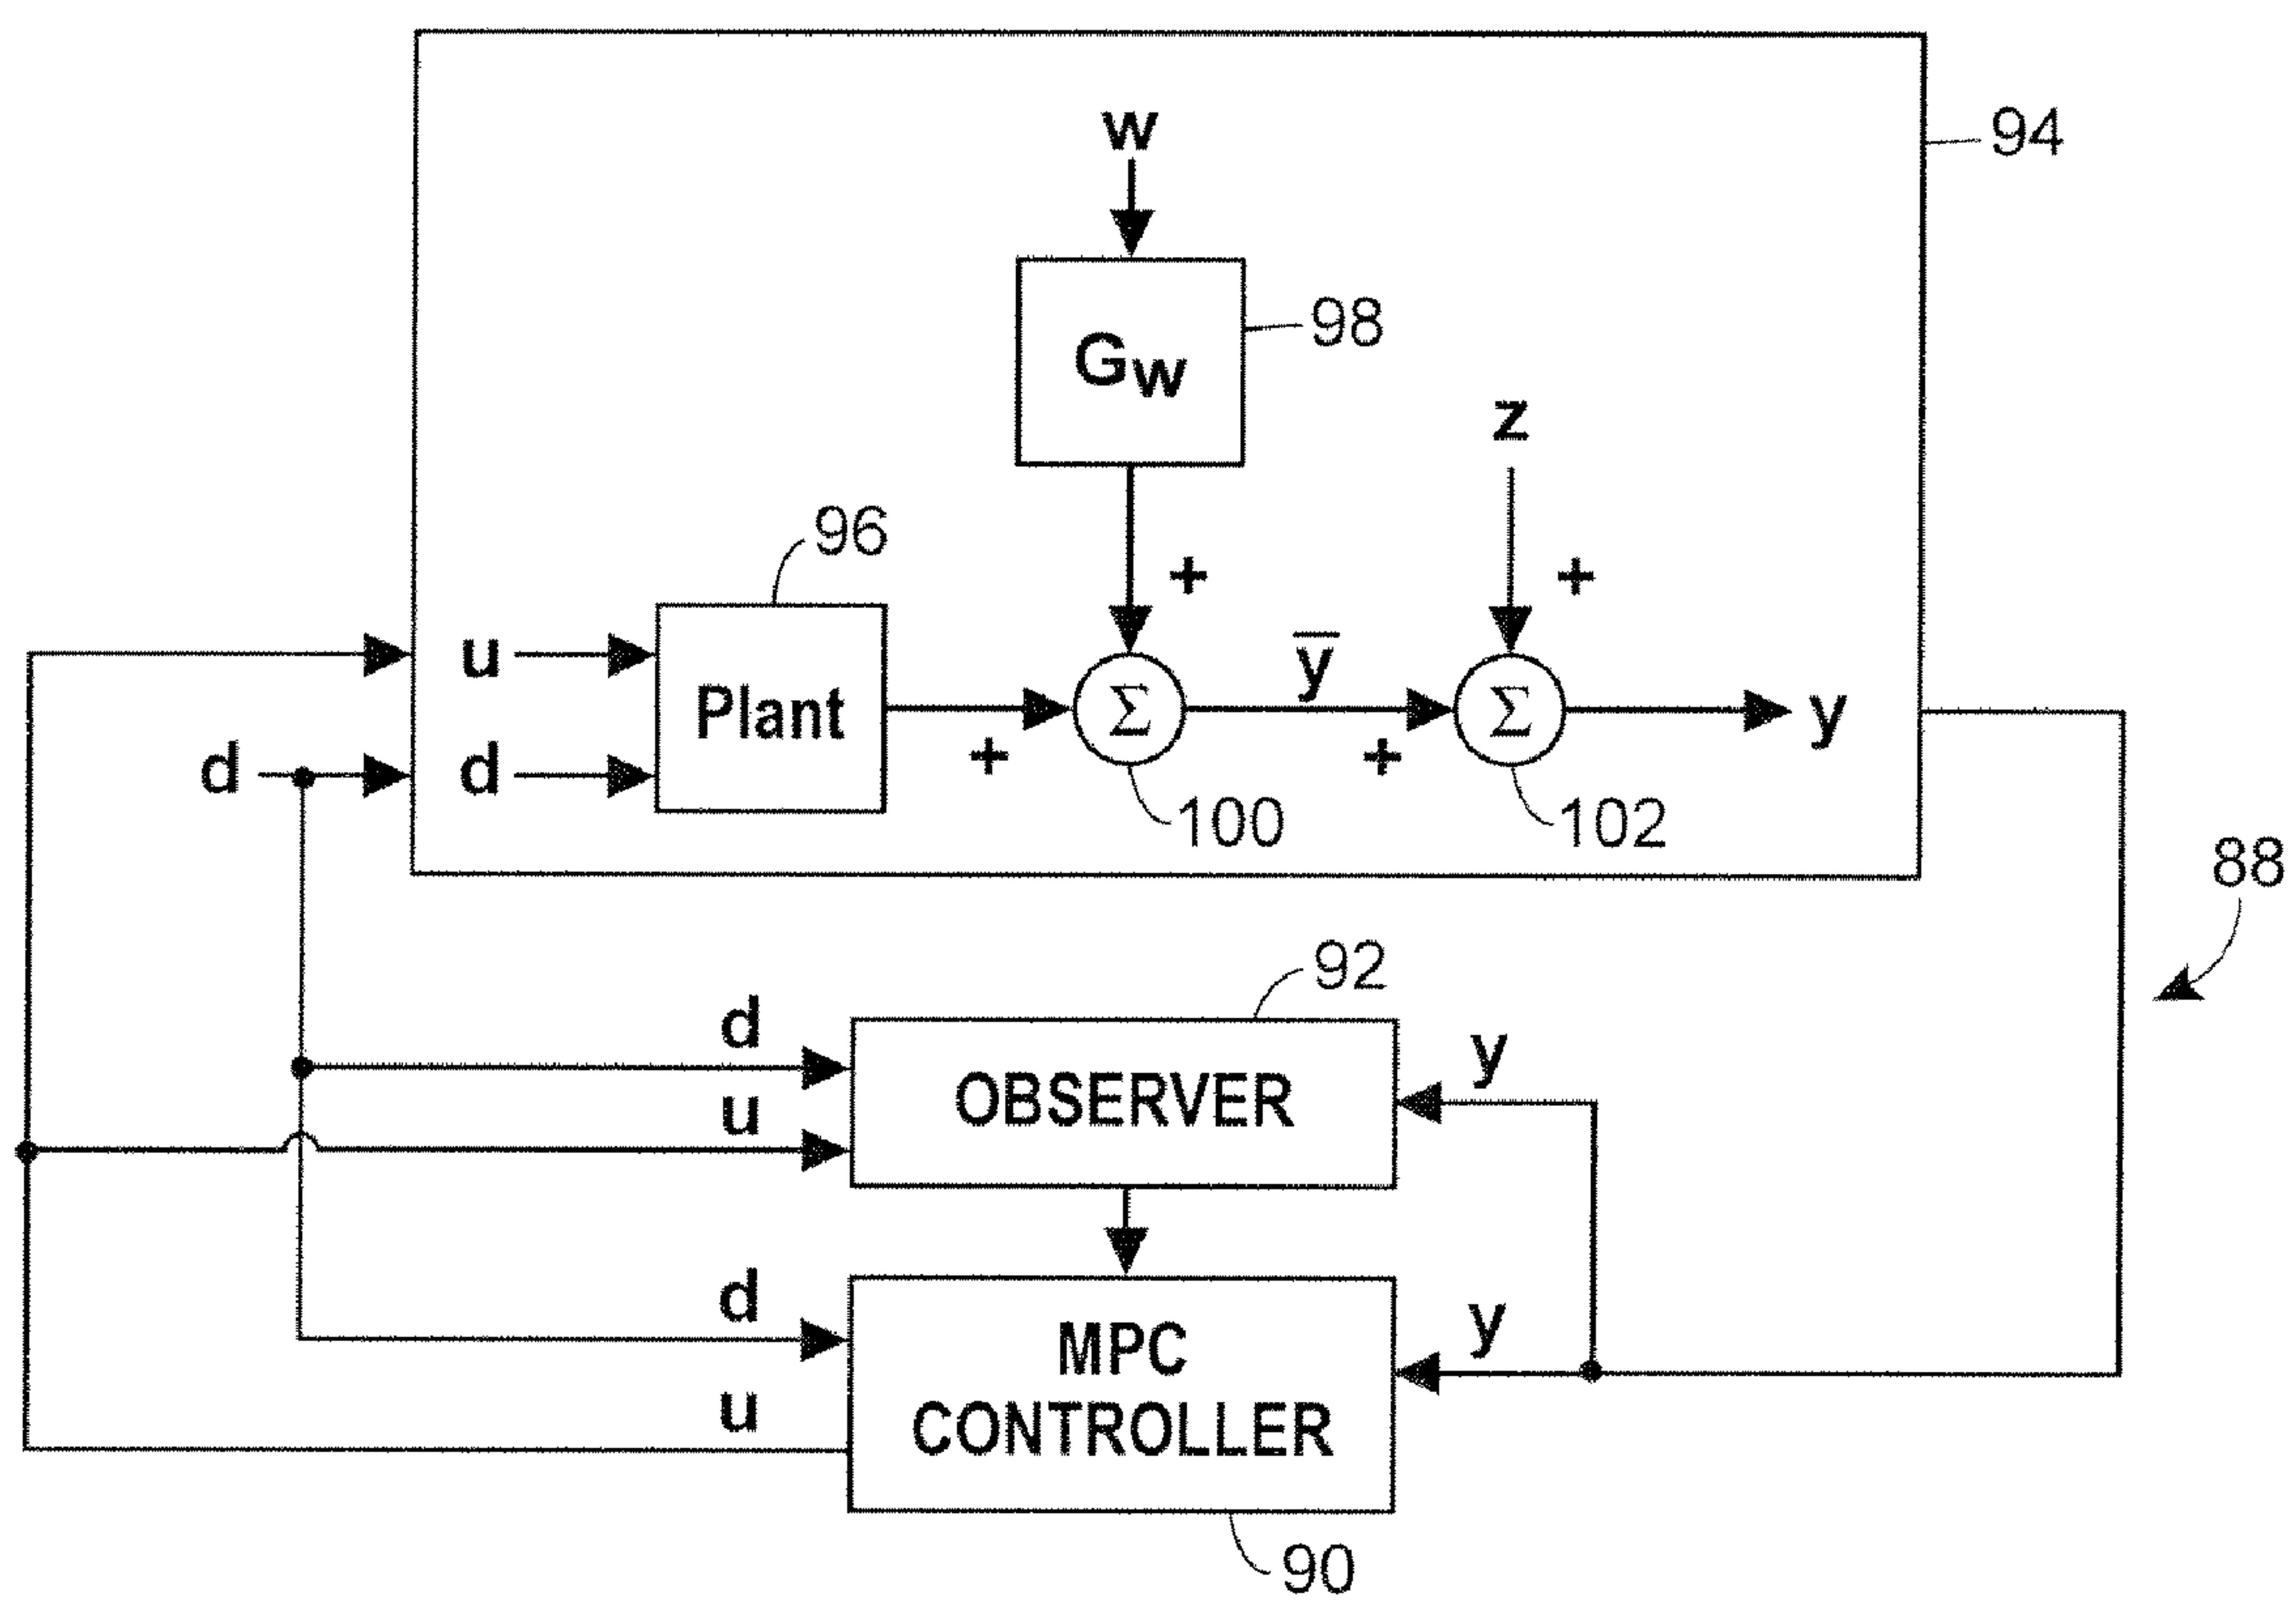 94
w
Gw
98
z
96
+
+
u
Plant
Σ
y̅
Σ
y
d
d
+
+
100
102
88
92
d
OBSERVER
y
u
d
MPC
CONTROLLER
y
u
90